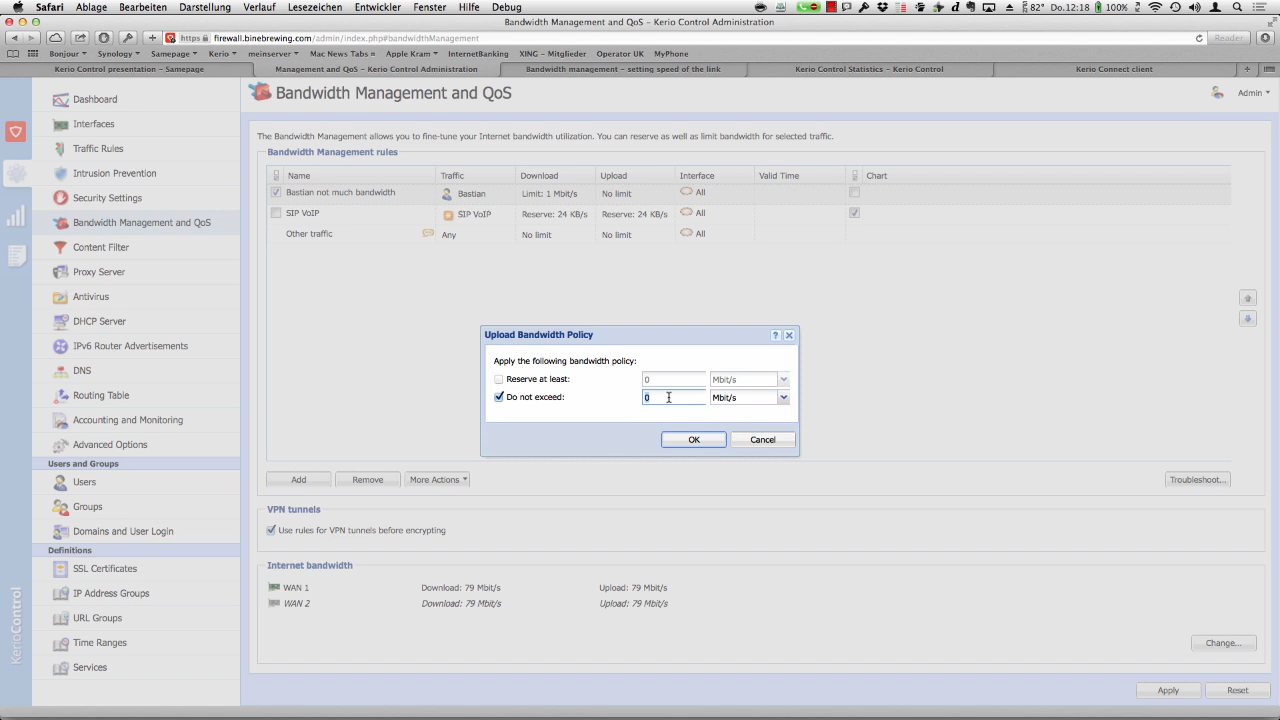 Safari Ablage Bearbeiten Darstellung Verlauf Lesezeichen Entwickler Fenster Hilfe Debug 82° 100% Do.12:18
Bandwidth Management and QoS – Kerio Control Administration
https firewall.binebrewing.com/admin/index.php#bandwidthManagement Reader
Bonjour Synology Samepage Kerio meinserver Mac News Tabs Apple Kram InternetBanking XING – Mitglieder Operator UK MyPhone
Kerio Control presentation – Samepage Management and QoS – Kerio Control Administration Bandwidth management – setting speed of the link Kerio Control Statistics – Kerio Control Kerio Connect client
Bandwidth Management and QoS Admin
The Bandwidth Management allows you to fine-tune your Internet bandwidth utilization. You can reserve as well as limit bandwidth for selected traffic.
Bandwidth Management rules
Name Traffic Download Upload Interface Valid Time Chart
Bastian not much bandwidth Bastian Limit: 1 Mbit/s No limit All
SIP VoIP SIP VoIP Reserve: 24 KB/s Reserve: 24 KB/s All
Other traffic Any No limit No limit All
Upload Bandwidth Policy
Apply the following bandwidth policy:
Reserve at least: 0 Mbit/s
Do not exceed: 0 Mbit/s
OK Cancel
Add Remove More Actions Troubleshoot...
VPN tunnels
Use rules for VPN tunnels before encrypting
Internet bandwidth
WAN 1 Download: 79 Mbit/s Upload: 79 Mbit/s
WAN 2 Download: 79 Mbit/s Upload: 79 Mbit/s
Change...
Apply Reset
Dashboard
Interfaces
Traffic Rules
Intrusion Prevention
Security Settings
Bandwidth Management and QoS
Content Filter
Proxy Server
Antivirus
DHCP Server
IPv6 Router Advertisements
DNS
Routing Table
Accounting and Monitoring
Advanced Options
Users and Groups
Users
Groups
Domains and User Login
Definitions
SSL Certificates
IP Address Groups
URL Groups
Time Ranges
Services
KerioControl